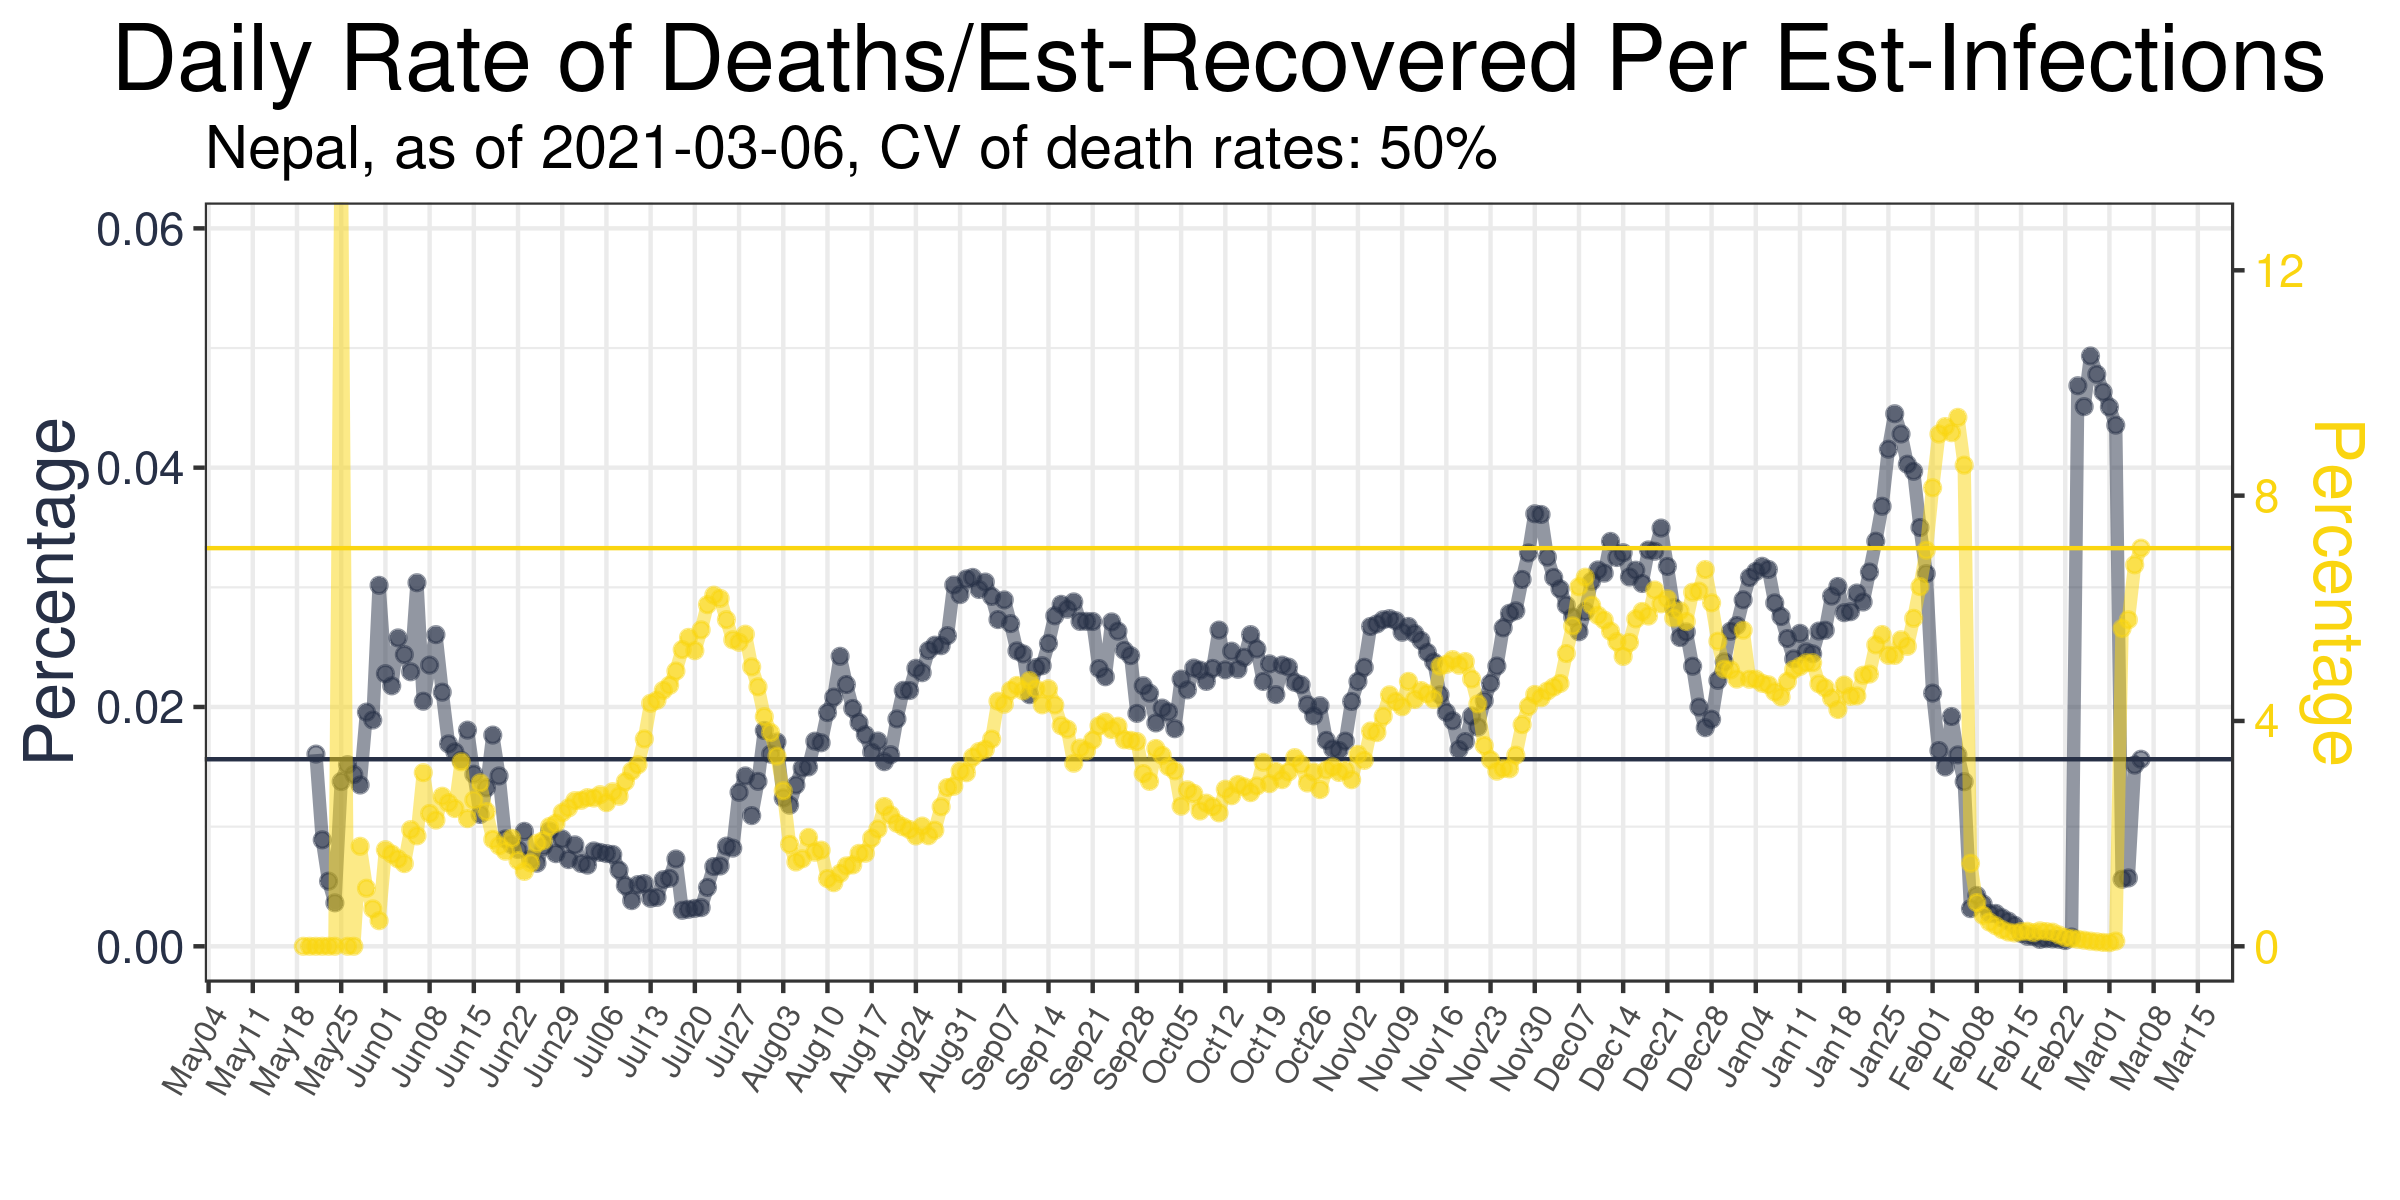 Daily Rate of Deaths/Est-Recovered Per Est-Infections
Nepal, as of 2021-03-06, CV of death rates: 50%
Percentage
0.06
0.04
0.02
0.00
12
8
4
0
Percentage
May04
May11
May18
May25
Jun01
Jun08
Jun15
Jun22
Jun29
Jul06
Jul13
Jul20
Jul27
Aug03
Aug10
Aug17
Aug24
Aug31
Sep07
Sep14
Sep21
Sep28
Oct05
Oct12
Oct19
Oct26
Nov02
Nov09
Nov16
Nov23
Nov30
Dec07
Dec14
Dec21
Dec28
Jan04
Jan11
Jan18
Jan25
Feb01
Feb08
Feb15
Feb22
Mar01
Mar08
Mar15